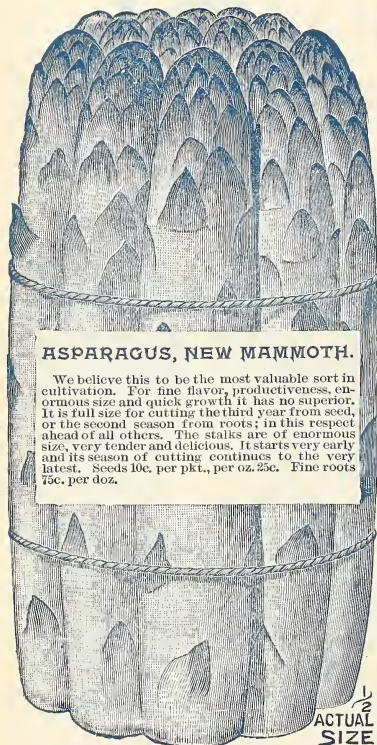 ASPARAGUS, NEW MAMMOTH.
We believe this to be the most valuable sort in
cultivation. For fine flavor, productiveness, en-
ormous size and quick growth it has no superior.
It is full size for cutting the third year from seed,
or the second season from roots; in this respect
ahead of all others. The stalks are of enormous
size, very tender and delicious. It starts very early
and its season of cutting continues to the very
latest. Seeds 10c. per pkt., per oz. 25c. Fine roots
75c. per doz.
1/2
ACTUAL
SIZE